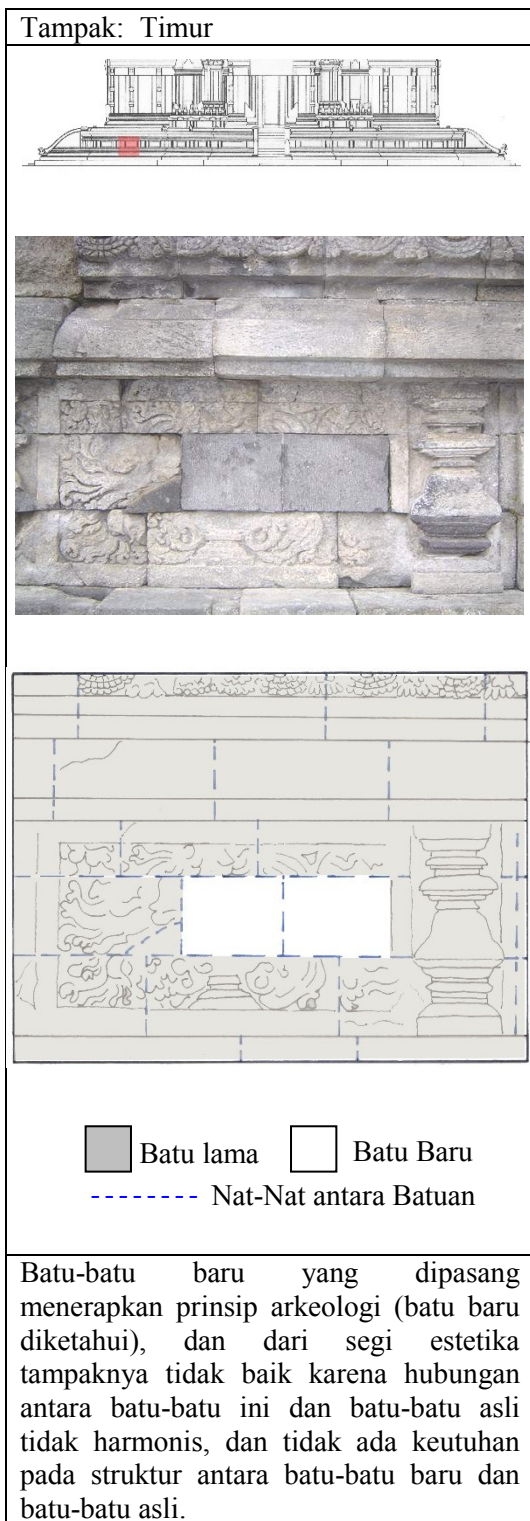 Tampak: Timur
Batu lama
Batu Baru
Nat-Nat antara Batuan
Batu-batu baru yang dipasang
menerapkan prinsip arkeologi (batu baru
diketahui), dan dari segi estetika
tampaknya tidak baik karena hubungan
antara batu-batu ini dan batu-batu asli
tidak harmonis, dan tidak ada keutuhan
pada struktur antara batu-batu baru dan
batu-batu asli.